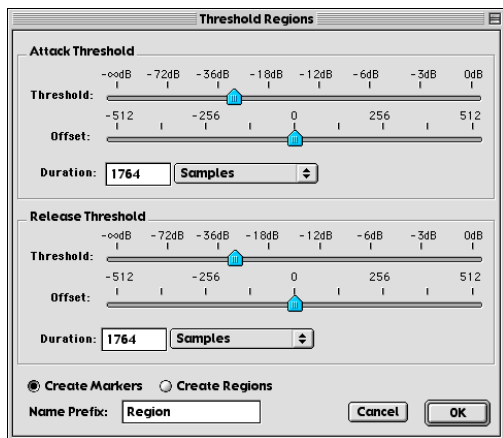 Threshold Regions
Attack Threshold
-∞dB -72dB -36dB -18dB -12dB -6dB -3dB 0dB
Threshold:
-512 -256 0 256 512
Offset:
Duration: 1764 Samples
Release Threshold
-∞dB -72dB -36dB -18dB -12dB -6dB -3dB 0dB
Threshold:
-512 -256 0 256 512
Offset:
Duration: 1764 Samples
Create Markers Create Regions
Name Prefix: Region Cancel OK